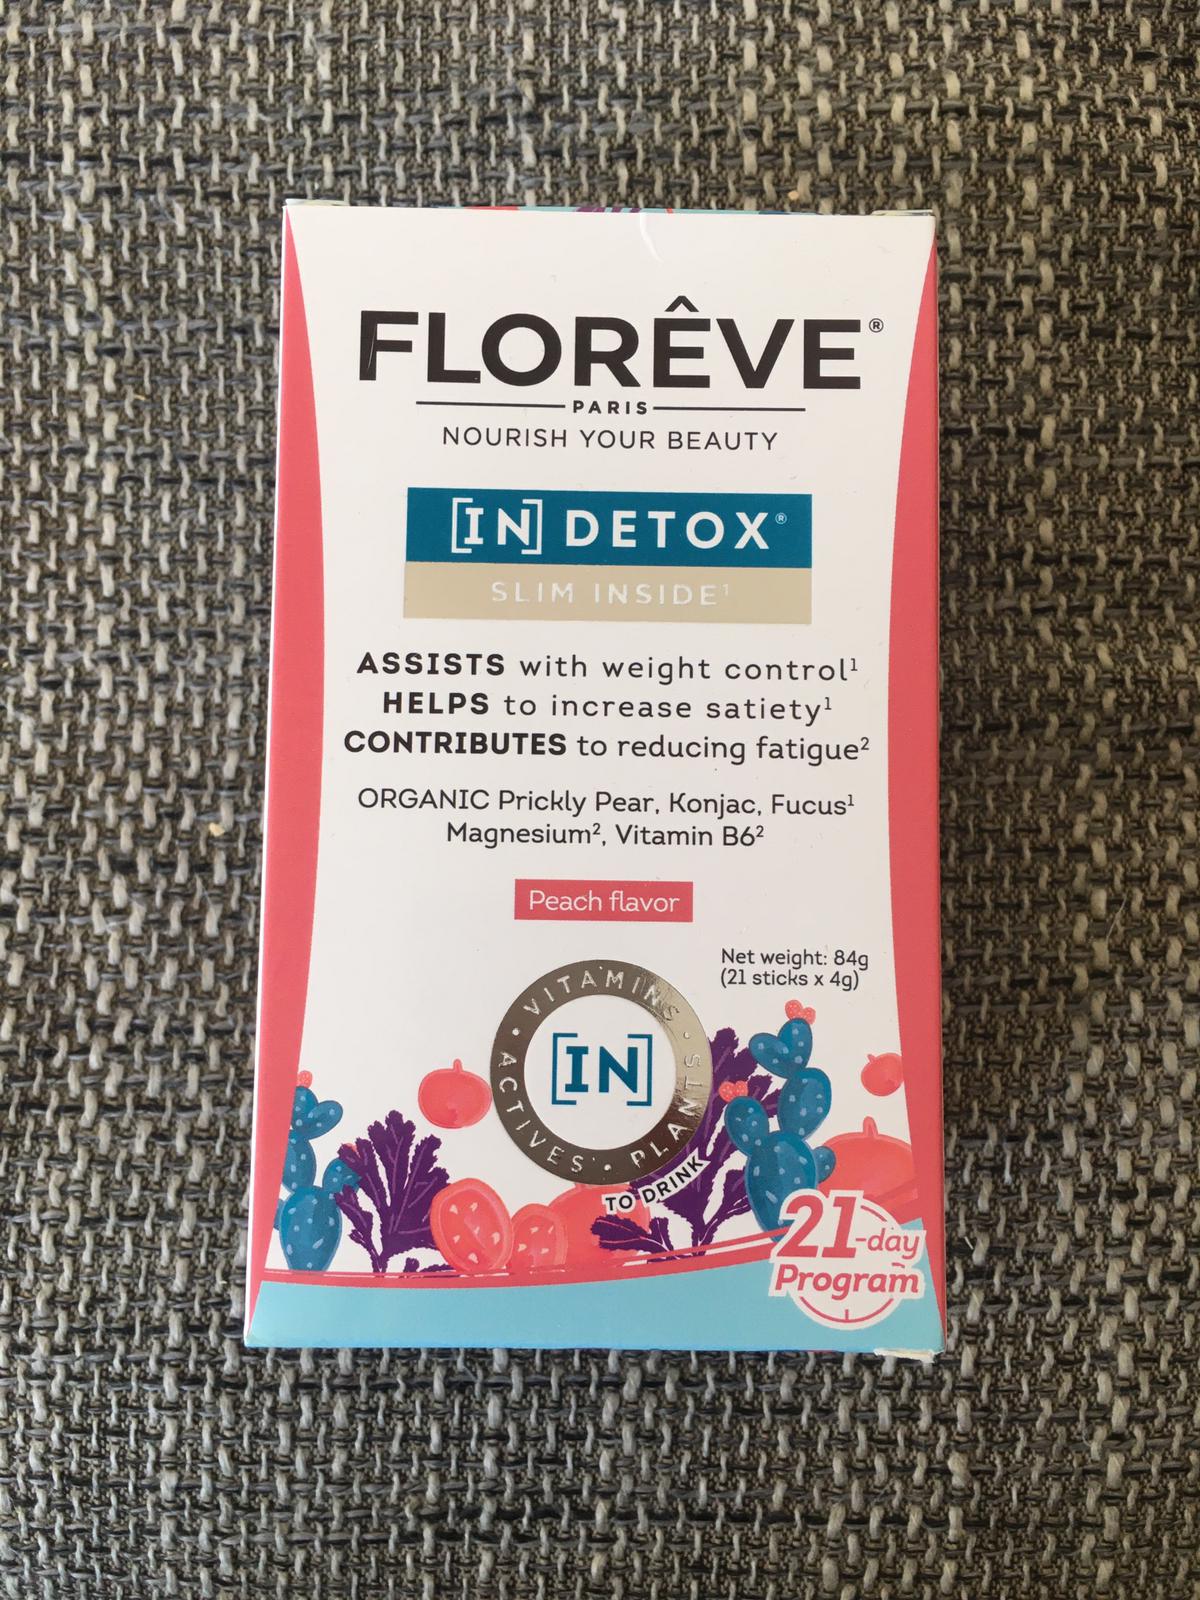 FLORÊVE®
PARIS
NOURISH YOUR BEAUTY
[IN] DETOX®
SLIM INSIDE¹
ASSISTS with weight control¹
HELPS to increase satiety¹
CONTRIBUTES to reducing fatigue²
ORGANIC Prickly Pear, Konjac, Fucus¹
Magnesium², Vitamin B6²
Peach flavor
Net weight: 84g
(21 sticks x 4g)
• VITAMINS • PLANTS • ACTIVES
[IN]
TO DRINK
21-day
Program